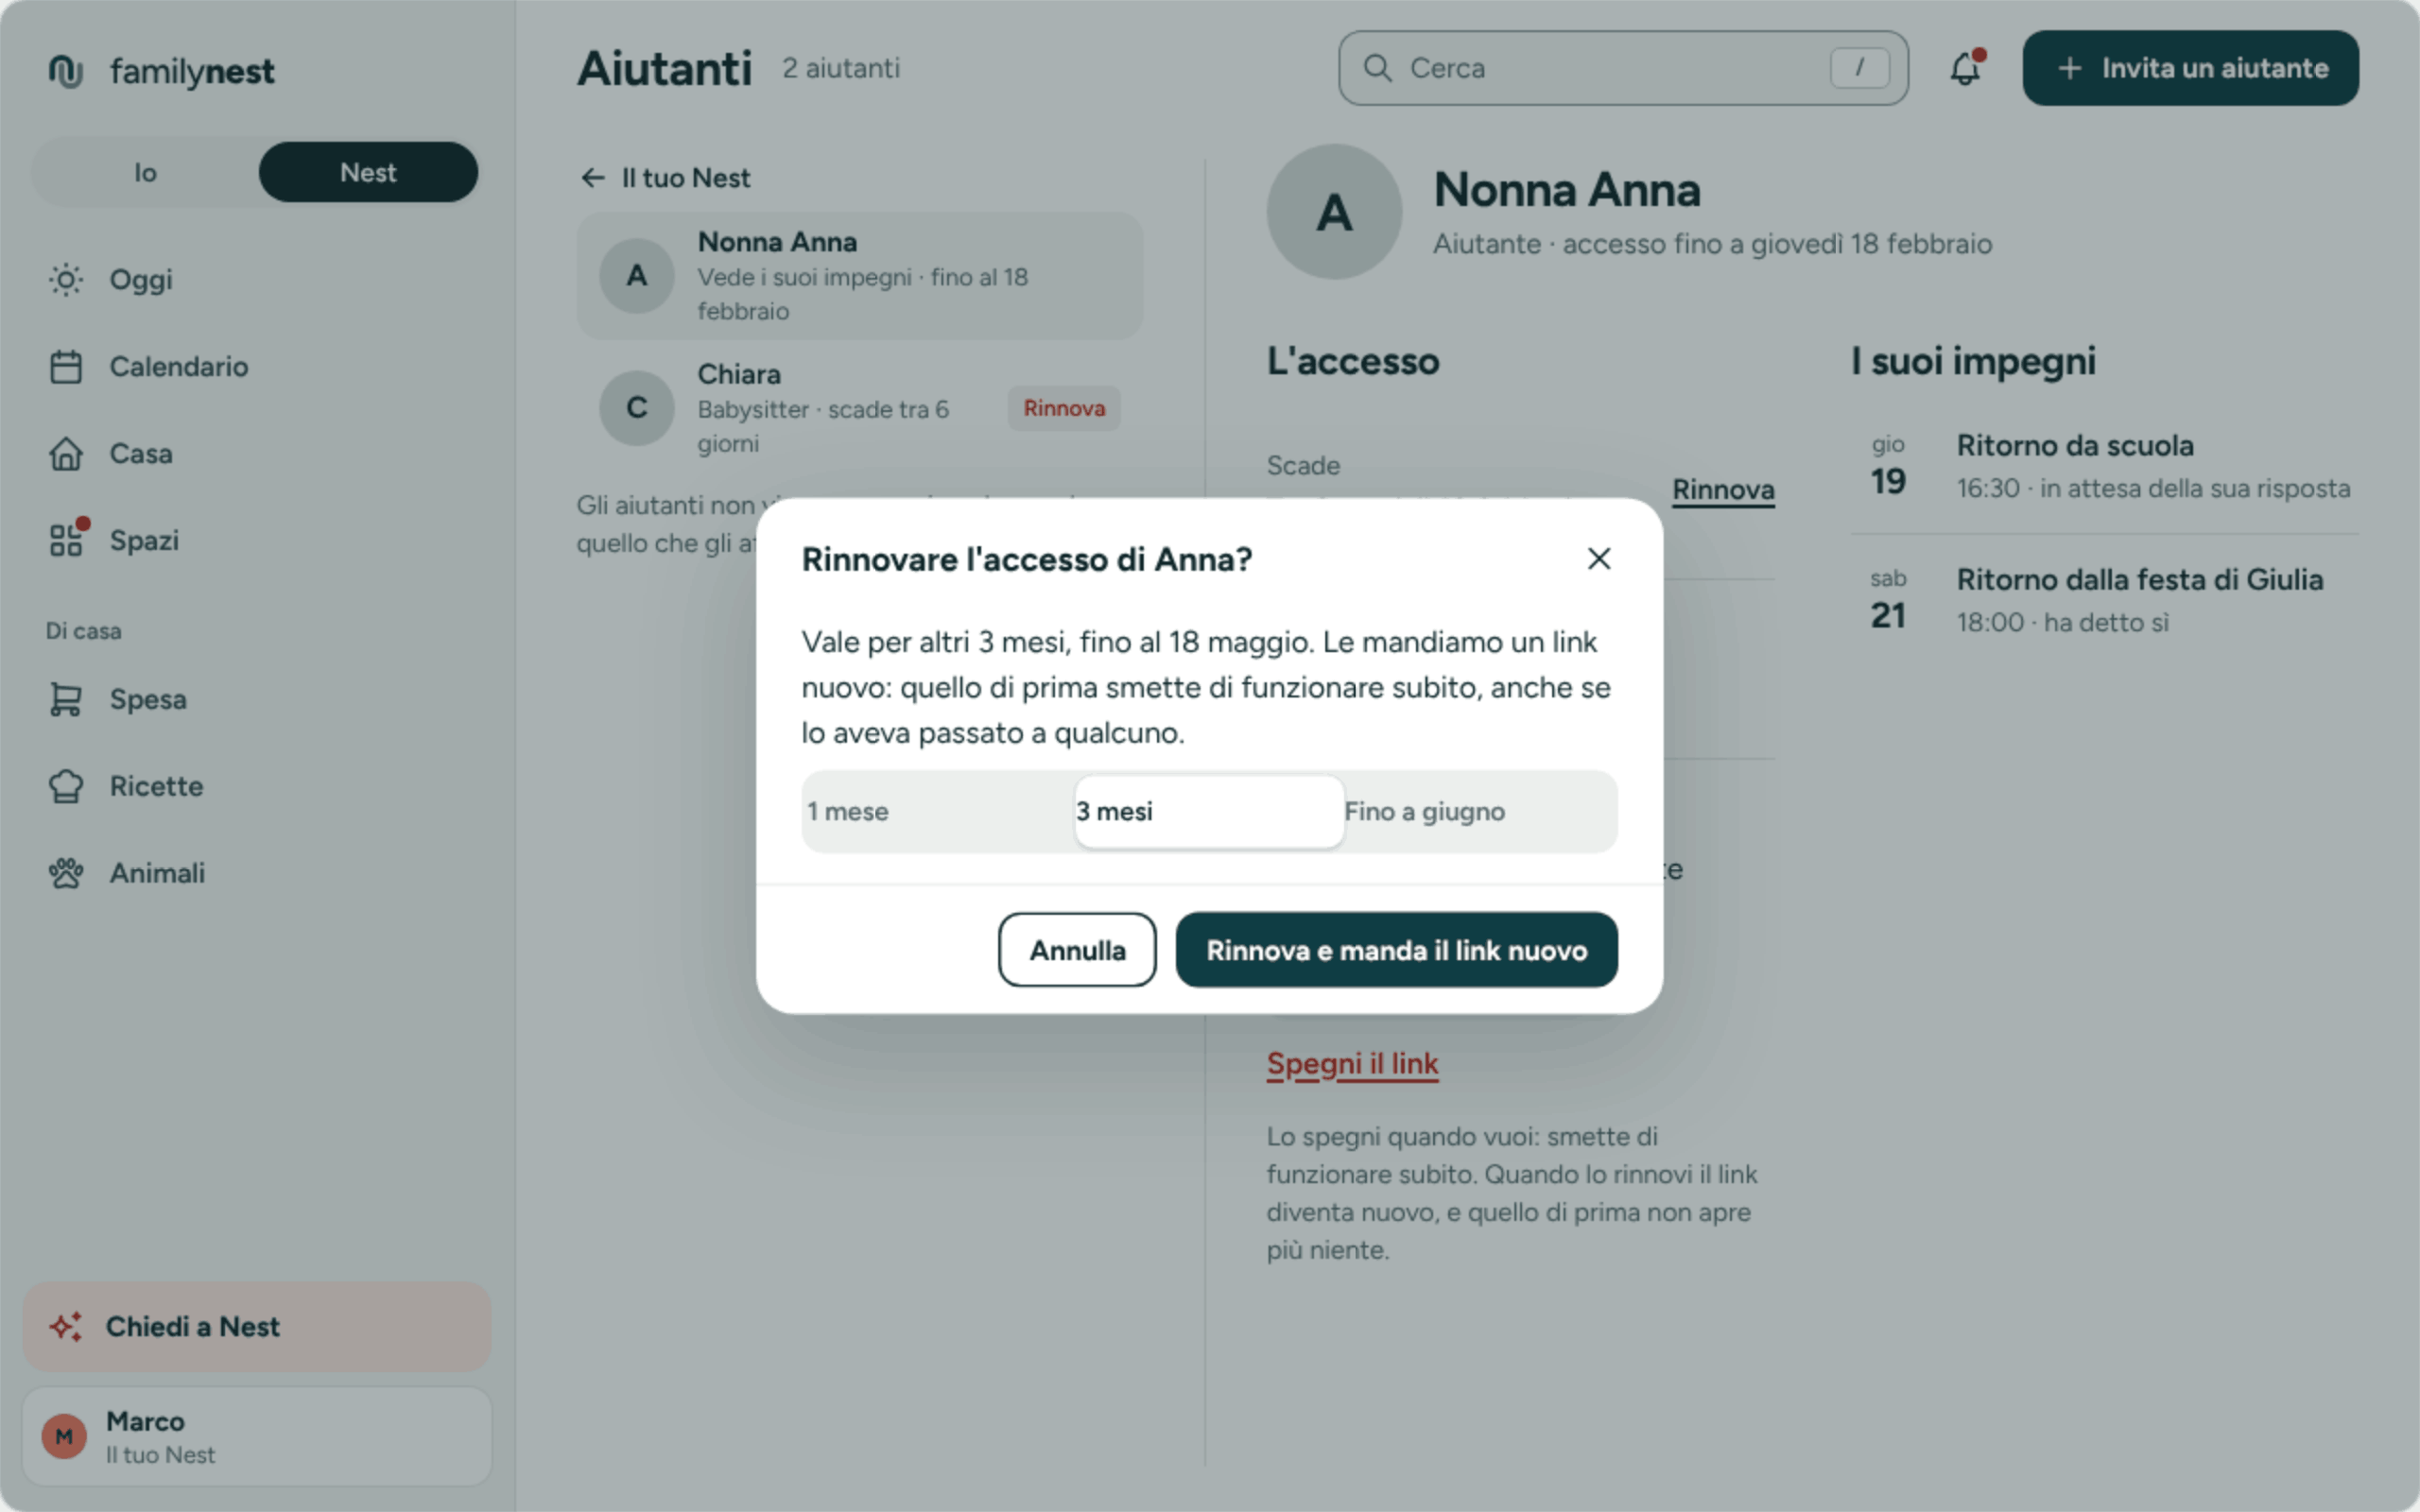 familynest
Io
Nest
Oggi
Calendario
Casa
Spazi
Di casa
Spesa
Ricette
Animali
Chiedi a Nest
M
Marco
Il tuo Nest
Aiutanti
2 aiutanti
Cerca
/
+ Invita un aiutante
← Il tuo Nest
A
Nonna Anna
Vede i suoi impegni · fino al 18
febbraio
C
Chiara
Babysitter · scade tra 6
giorni
Rinnova
Gli aiutanti non
quello che gli
A
Nonna Anna
Aiutante · accesso fino a giovedì 18 febbraio
L'accesso
Scade
Rinnova
Spegni il link
Lo spegni quando vuoi: smette di
funzionare subito. Quando lo rinnovi il link
diventa nuovo, e quello di prima non apre
più niente.
I suoi impegni
gio
19
Ritorno da scuola
16:30 · in attesa della sua risposta
sab
21
Ritorno dalla festa di Giulia
18:00 · ha detto sì
Rinnovare l'accesso di Anna?
Vale per altri 3 mesi, fino al 18 maggio. Le mandiamo un link
nuovo: quello di prima smette di funzionare subito, anche se
lo aveva passato a qualcuno.
1 mese
3 mesi
Fino a giugno
Annulla
Rinnova e manda il link nuovo